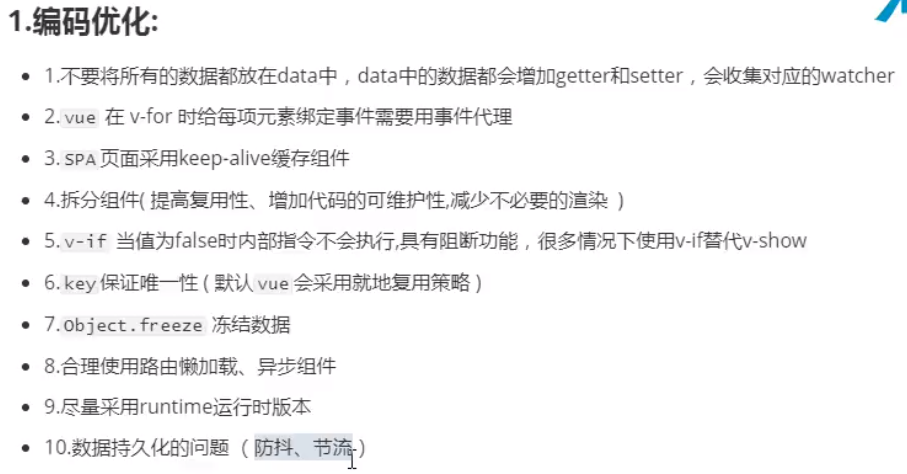 1.编码优化:
1.不要将所有的数据都放在data中，data中的数据都会增加getter和setter，会收集对应的watcher
2.vue 在 v-for 时给每项元素绑定事件需要用事件代理
3.SPA页面采用keep-alive缓存组件
4.拆分组件( 提高复用性、增加代码的可维护性,减少不必要的渲染 )
5.v-if 当值为false时内部指令不会执行,具有阻断功能，很多情况下使用v-if替代v-show
6.key保证唯一性 ( 默认 vue 会采用就地复用策略 )
7.Object.freeze 冻结数据
8.合理使用路由懒加载、异步组件
9.尽量采用runtime运行时版本
10.数据持久化的问题 （防抖、节流）